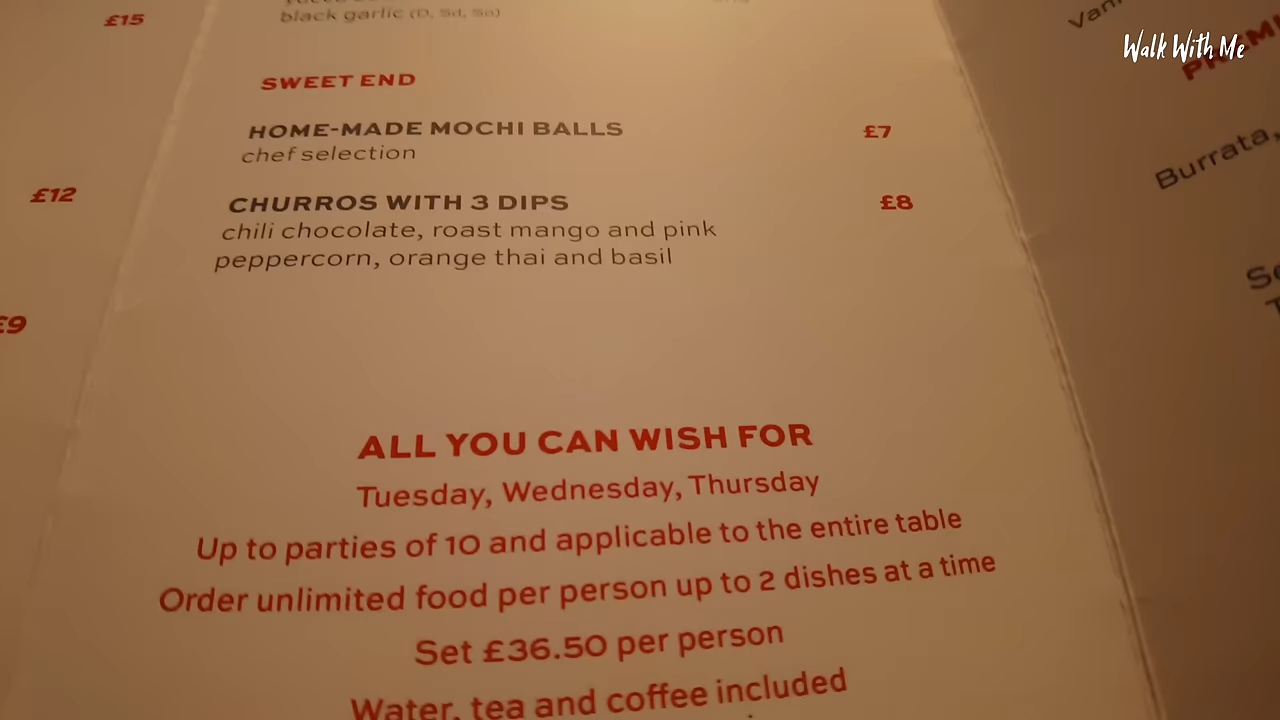 £15
black garlic (D, Sd, So)
SWEET END
HOME-MADE MOCHI BALLS £7
chef selection
£12
CHURROS WITH 3 DIPS £8
chili chocolate, roast mango and pink
peppercorn, orange thai and basil
£9
ALL YOU CAN WISH FOR
Tuesday, Wednesday, Thursday
Up to parties of 10 and applicable to the entire table
Order unlimited food per person up to 2 dishes at a time
Set £36.50 per person
Water, tea and coffee included
Walk With Me
Burrata,